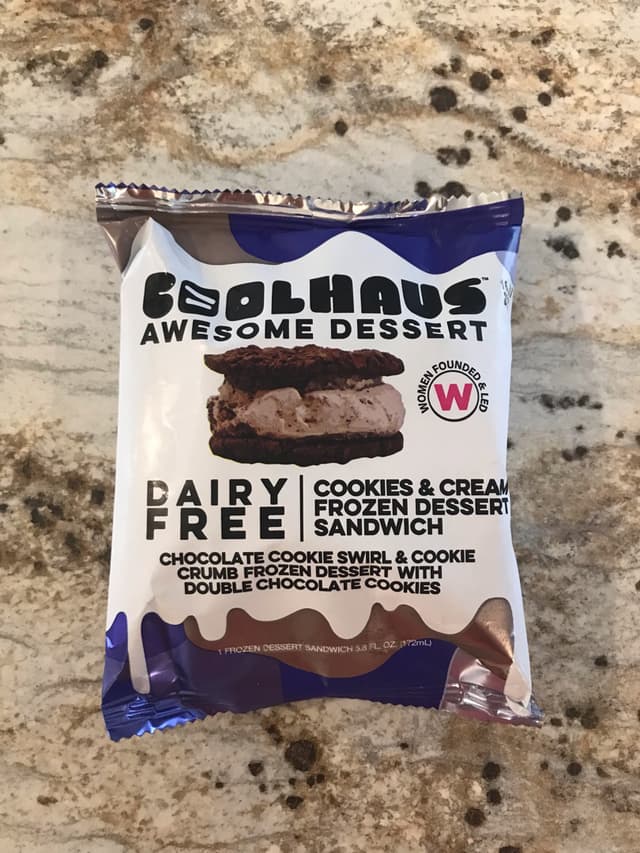 COOLHAUS™
AWESOME DESSERT
WOMEN FOUNDED & LED
W
DAIRY
FREE
COOKIES & CREAM
FROZEN DESSERT
SANDWICH
CHOCOLATE COOKIE SWIRL & COOKIE
CRUMB FROZEN DESSERT WITH
DOUBLE CHOCOLATE COOKIES
1 FROZEN DESSERT SANDWICH 5.8 FL. OZ. (172mL)